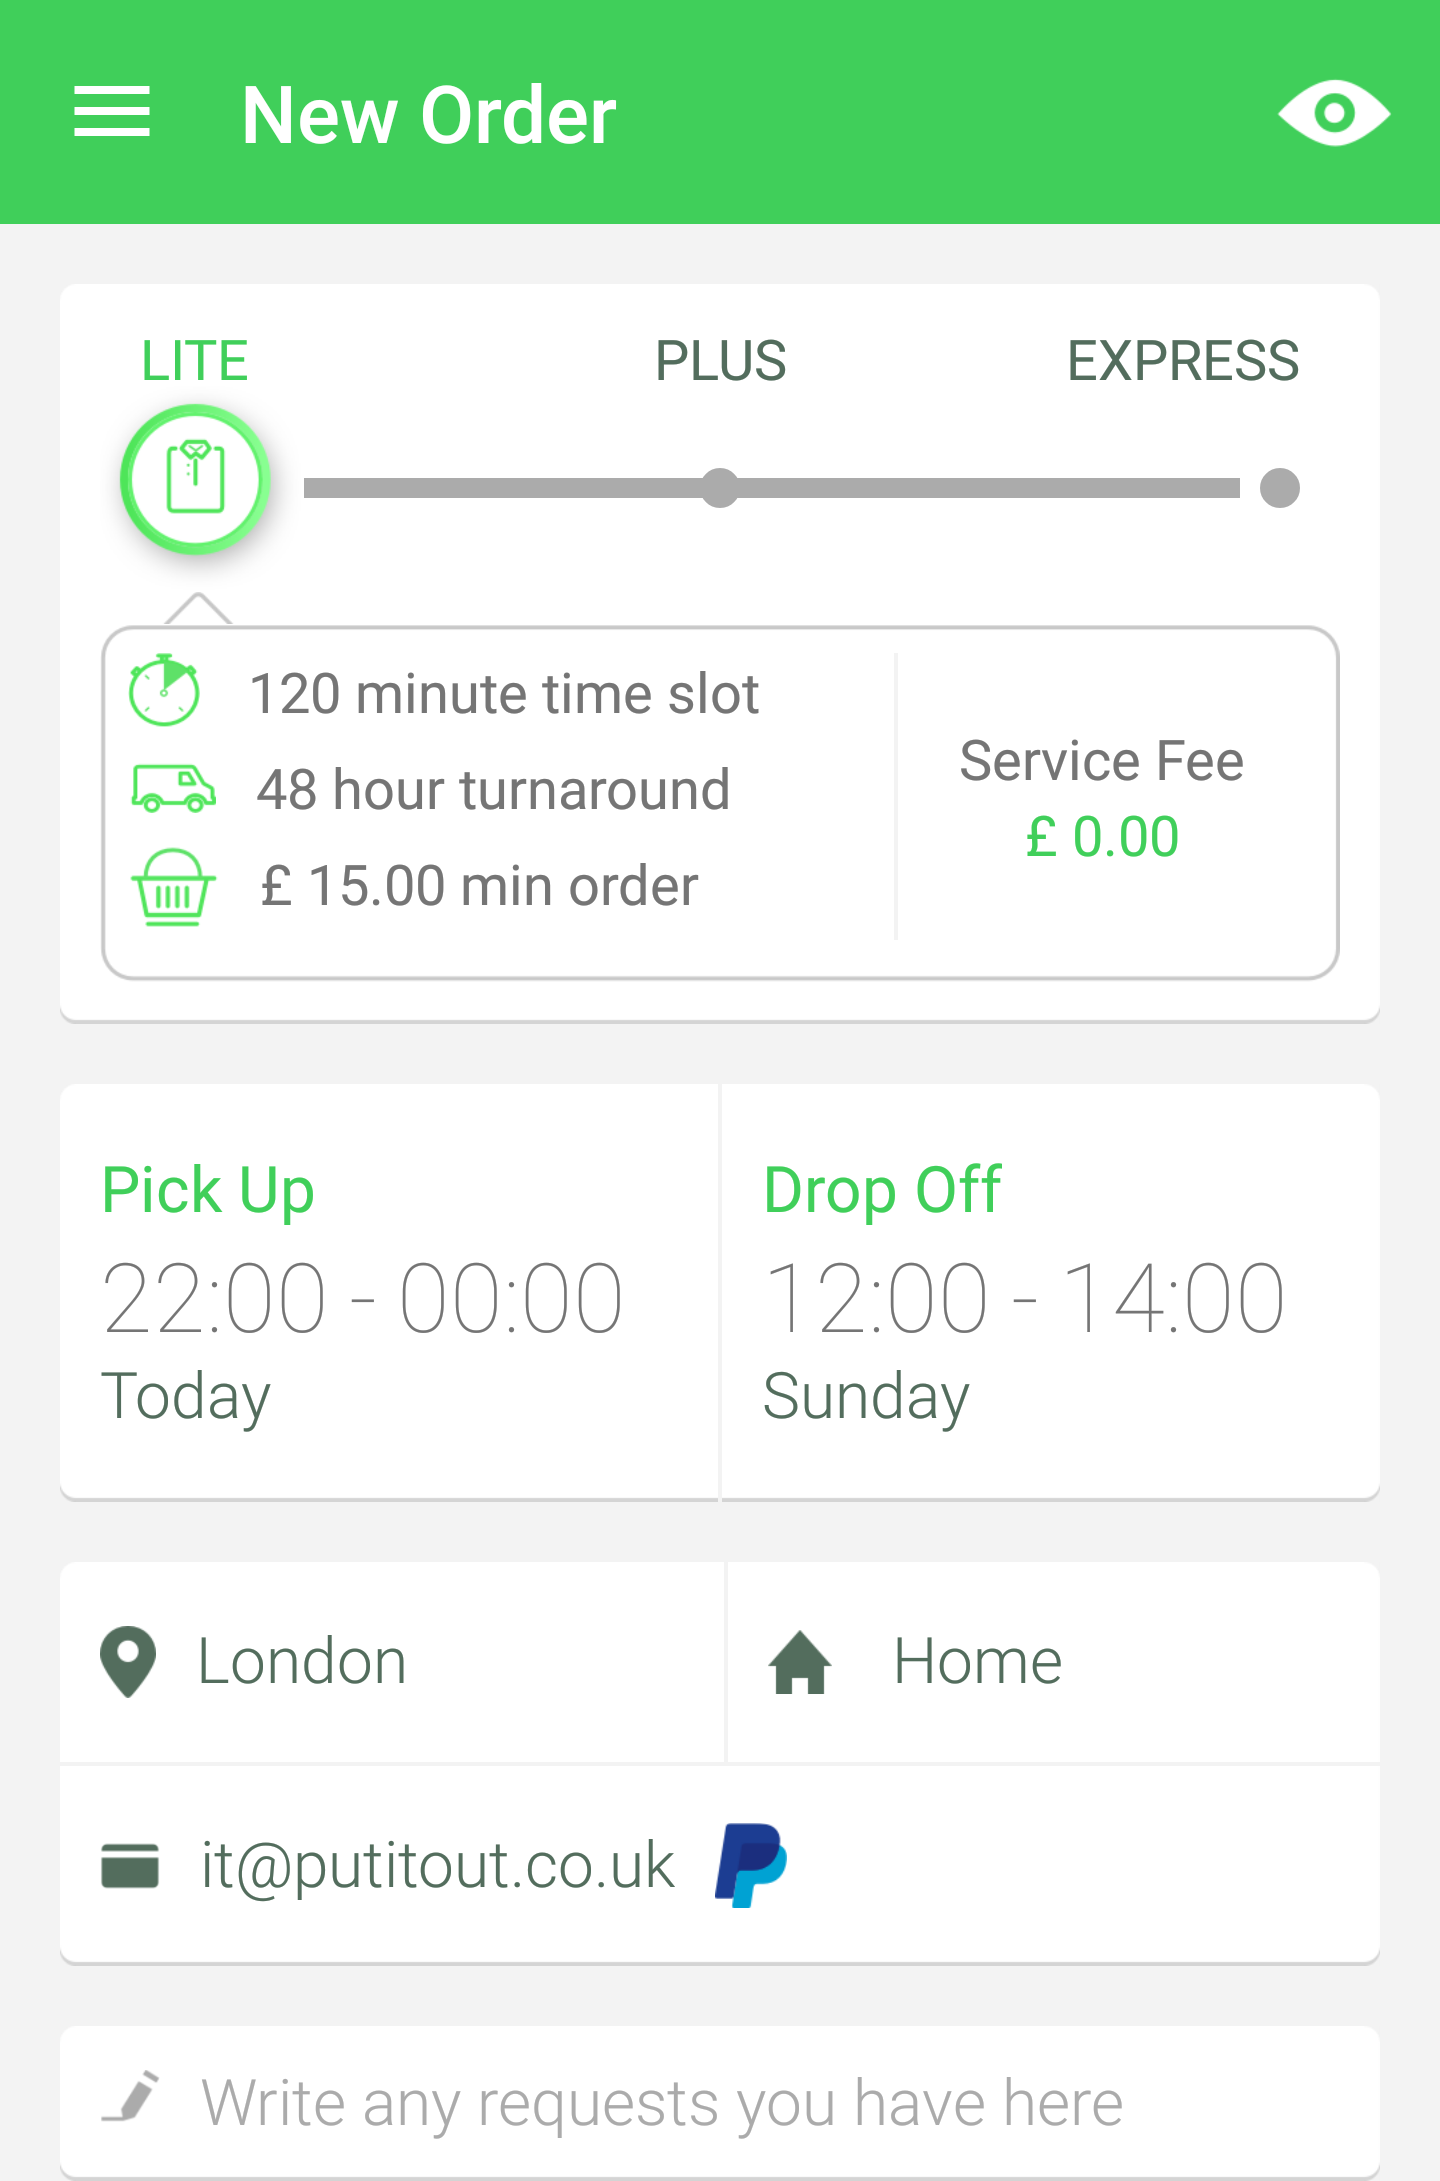 New Order
LITE PLUS EXPRESS
120 minute time slot
48 hour turnaround
£ 15.00 min order
Service Fee
£ 0.00
Pick Up
22:00 - 00:00
Today
Drop Off
12:00 - 14:00
Sunday
London
Home
it@putitout.co.uk
Write any requests you have here